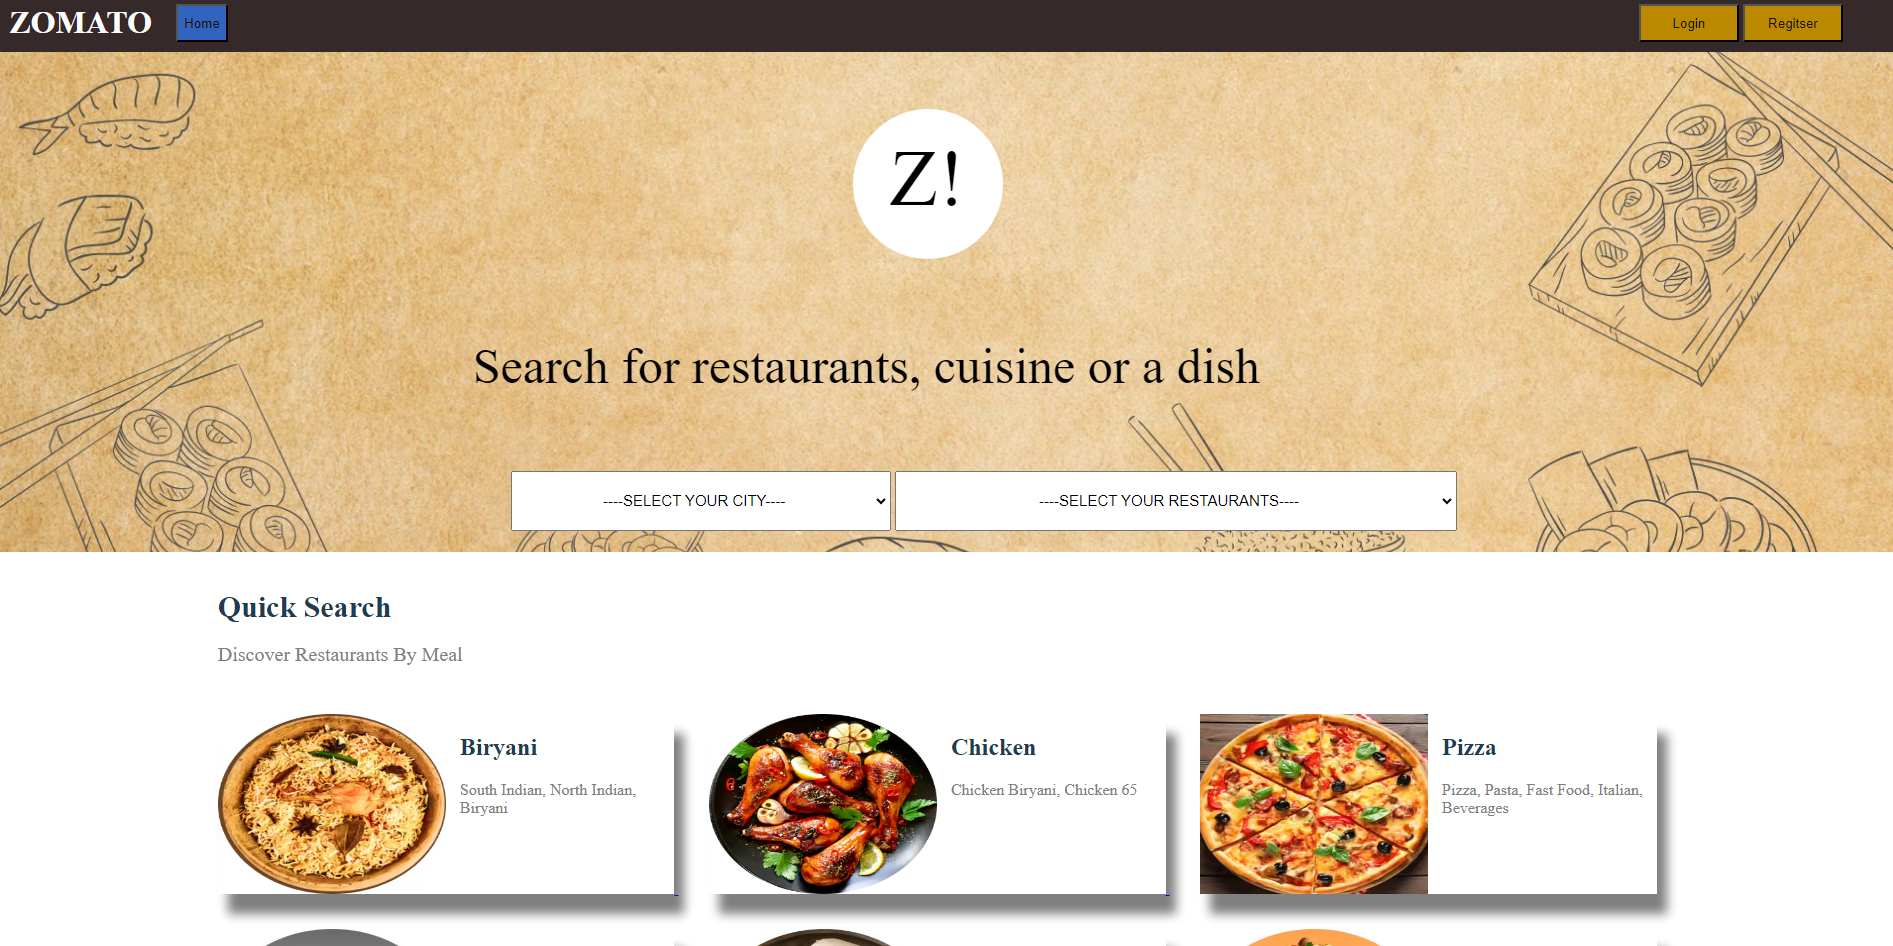 ZOMATO
Home
Login
Regitser
Z!
Search for restaurants, cuisine or a dish
----SELECT YOUR CITY----
----SELECT YOUR RESTAURANTS----
Quick Search
Discover Restaurants By Meal
Biryani
South Indian, North Indian,
Biryani
Chicken
Chicken Biryani, Chicken 65
Pizza
Pizza, Pasta, Fast Food, Italian,
Beverages